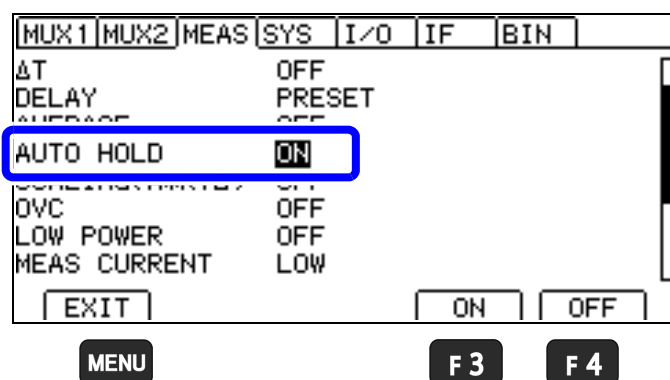 MUX1 MUX2 MEAS SYS I/O IF BIN
ΔT OFF
DELAY PRESET
AUTO HOLD ON
OVC OFF
LOW POWER OFF
MEAS CURRENT LOW
EXIT ON OFF
MENU F3 F4